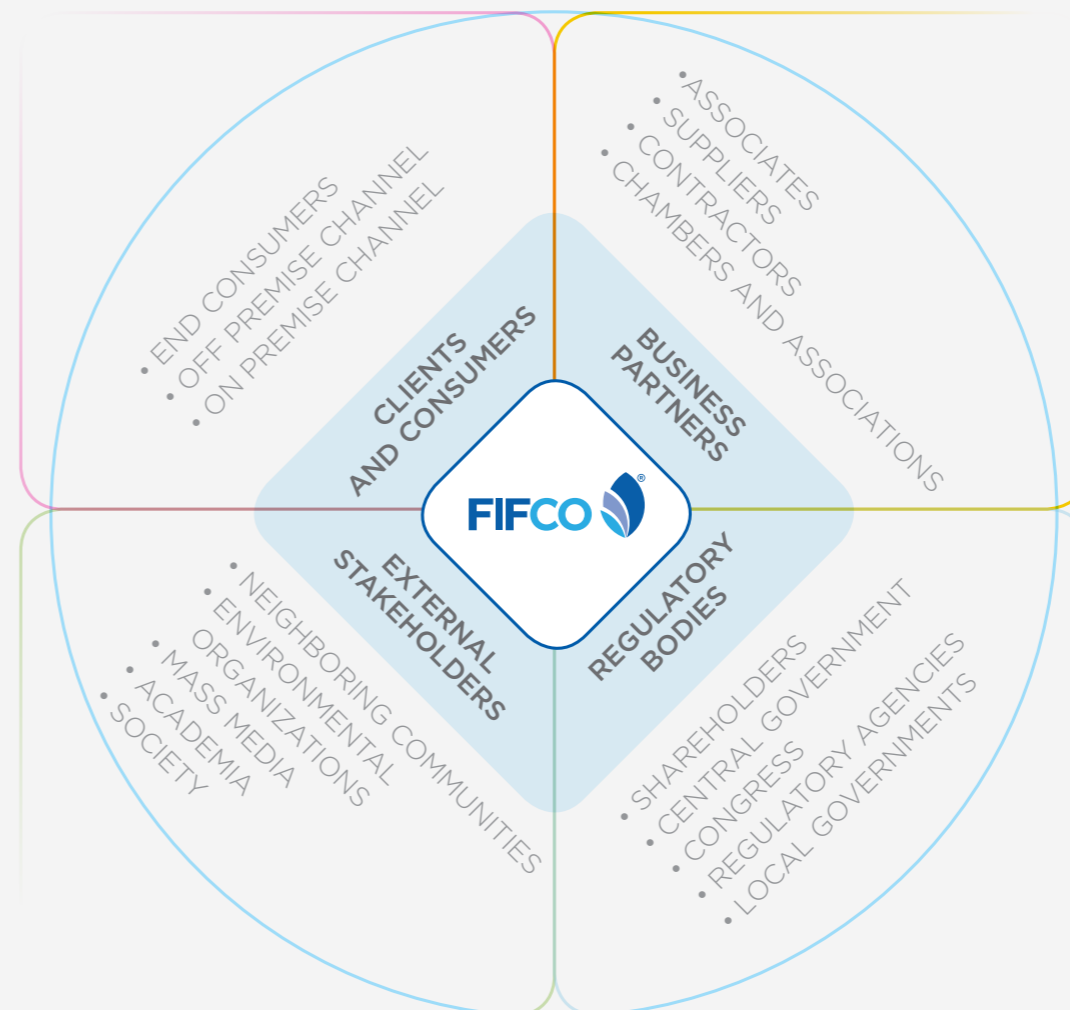 CLIENTS
AND CONSUMERS
• END CONSUMERS
• OFF PREMISE CHANNEL
• ON PREMISE CHANNEL
BUSINESS
PARTNERS
• ASSOCIATES
• SUPPLIERS
• CONTRACTORS
• CHAMBERS AND ASSOCIATIONS
FIFCO®
EXTERNAL
STAKEHOLDERS
• NEIGHBORING COMMUNITIES
• ENVIRONMENTAL
ORGANIZATIONS
• MASS MEDIA
• ACADEMIA
• SOCIETY
REGULATORY
BODIES
• SHAREHOLDERS
• CENTRAL GOVERNMENT
• CONGRESS
• REGULATORY AGENCIES
• LOCAL GOVERNMENTS